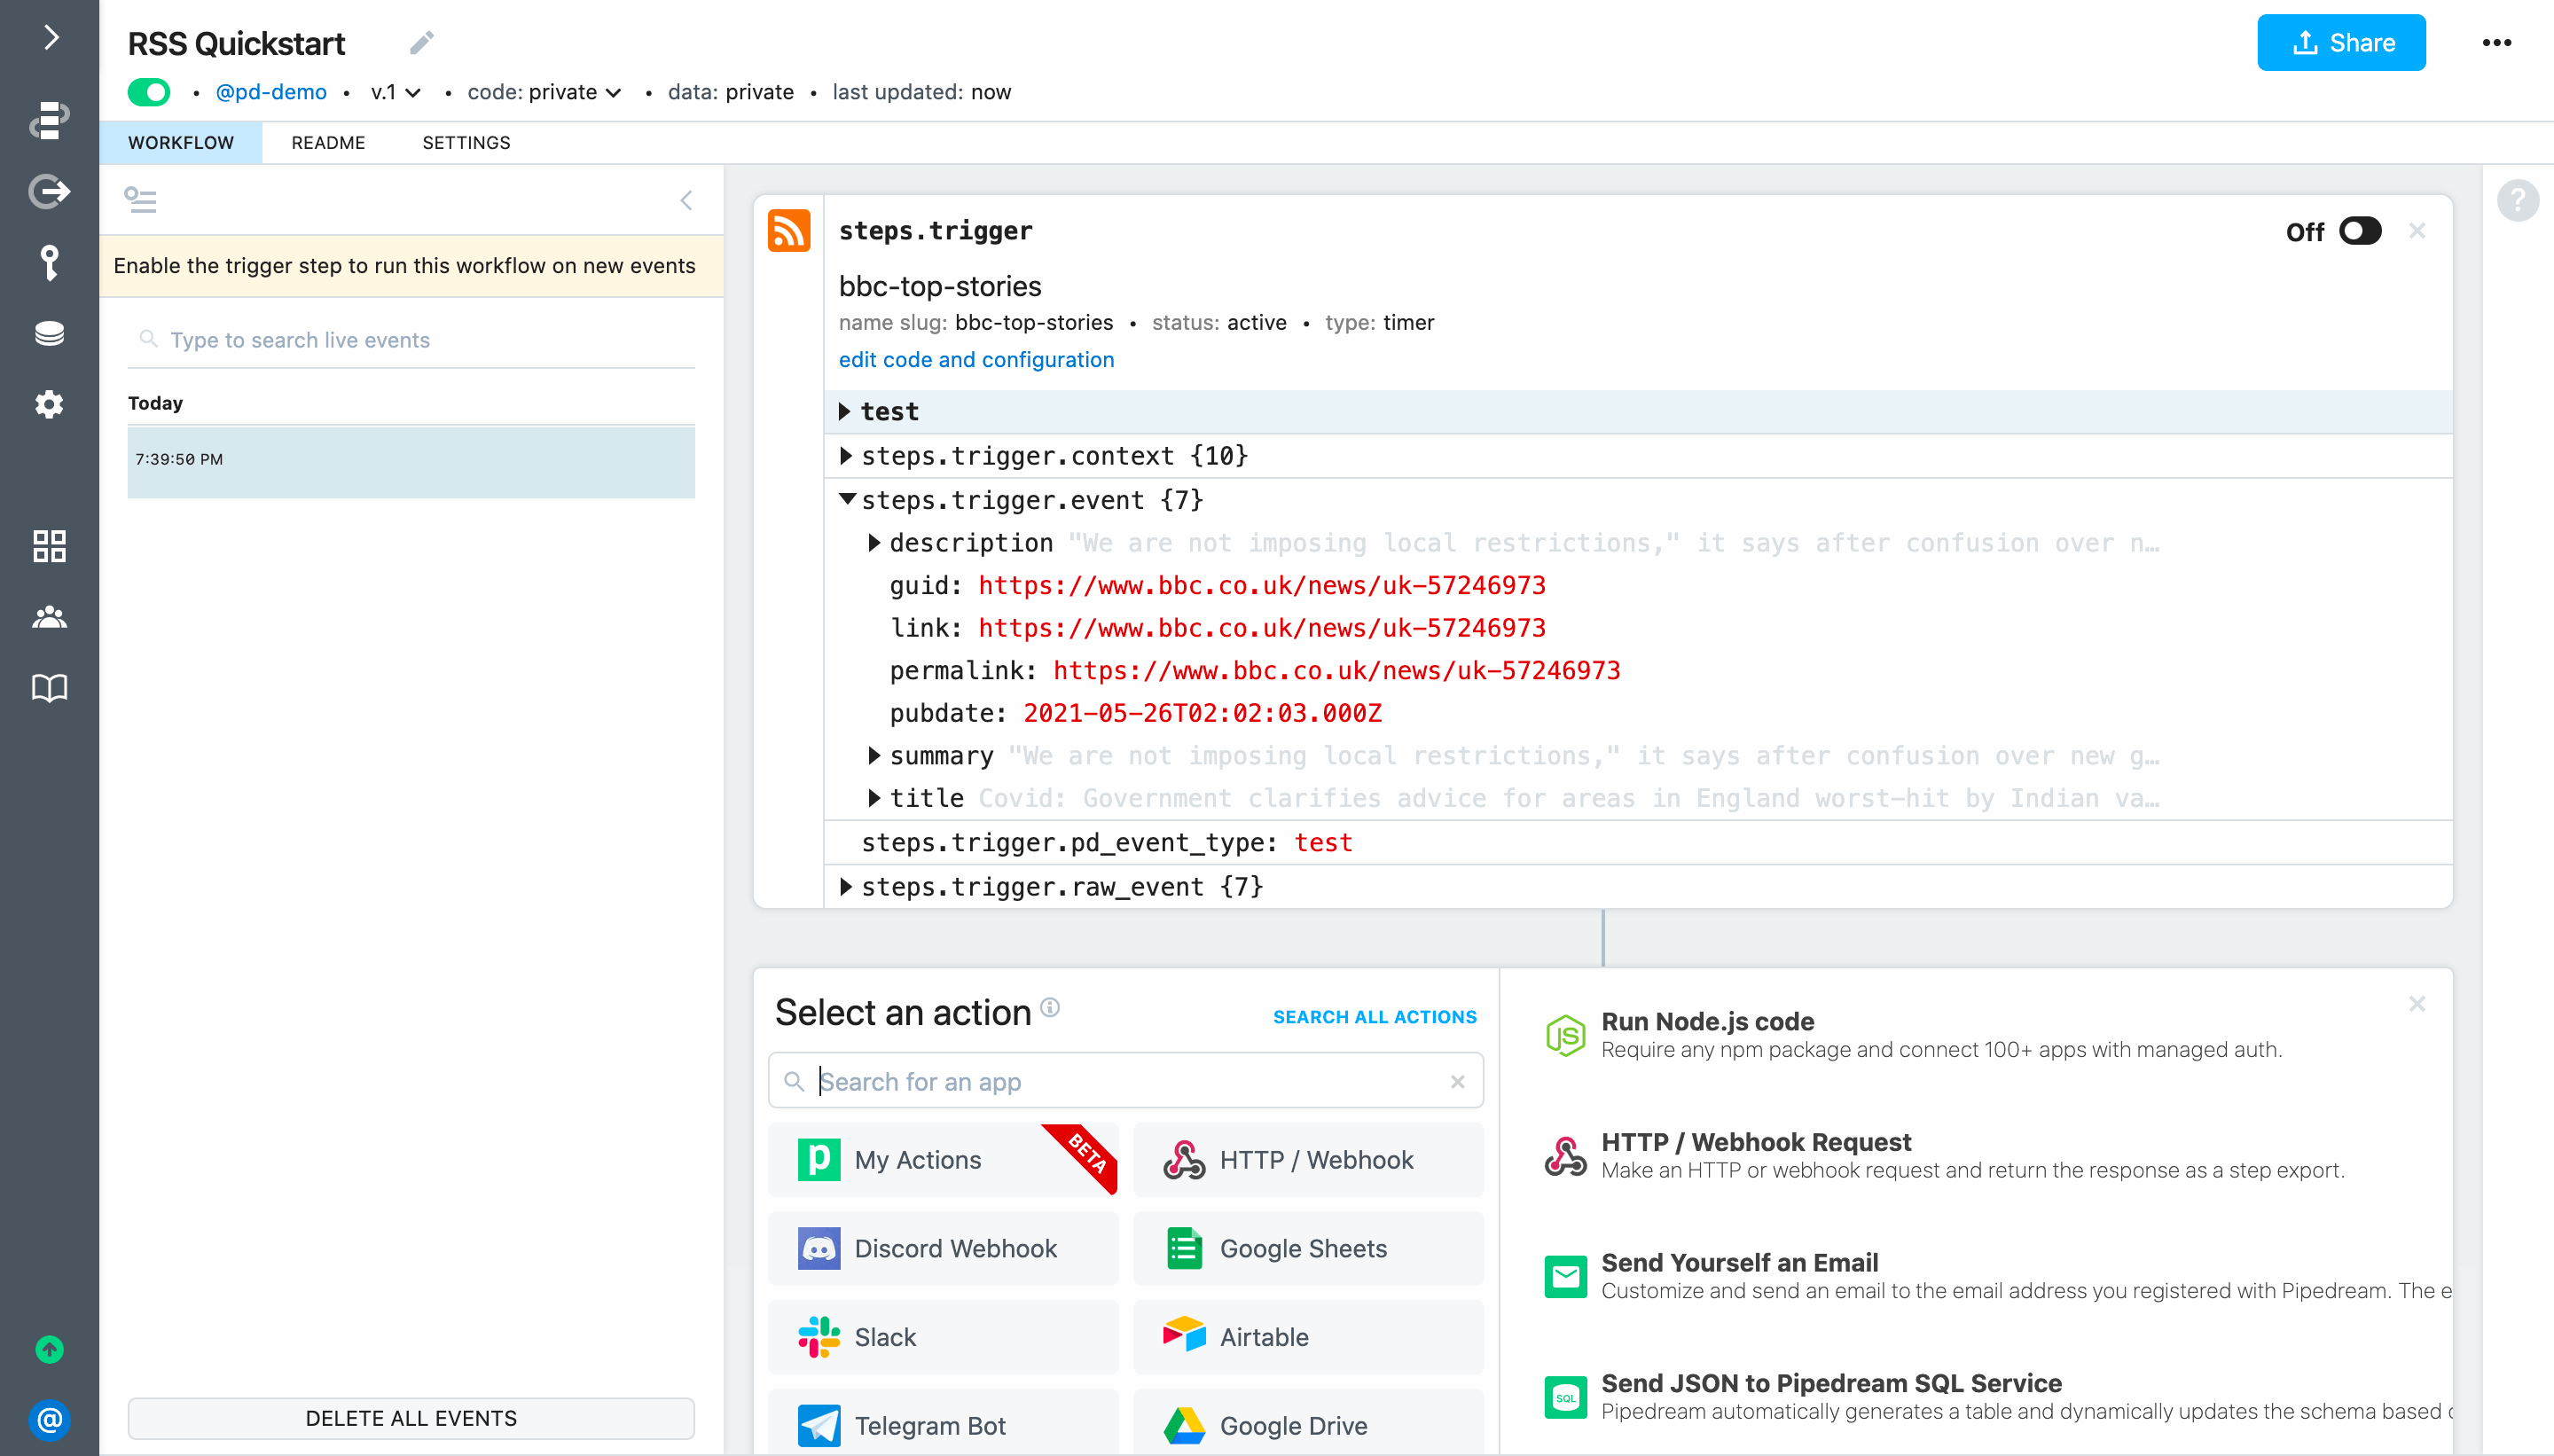 RSS Quickstart
Share
• @pd-demo • v.1 • code: private • data: private • last updated: now
WORKFLOW README SETTINGS
Enable the trigger step to run this workflow on new events
Type to search live events
Today
7:39:50 PM
DELETE ALL EVENTS
steps.trigger
Off
bbc-top-stories
name slug: bbc-top-stories • status: active • type: timer
edit code and configuration
test
steps.trigger.context {10}
steps.trigger.event {7}
description "We are not imposing local restrictions," it says after confusion over n…
guid: https://www.bbc.co.uk/news/uk-57246973
link: https://www.bbc.co.uk/news/uk-57246973
permalink: https://www.bbc.co.uk/news/uk-57246973
pubdate: 2021-05-26T02:02:03.000Z
summary "We are not imposing local restrictions," it says after confusion over new g…
title Covid: Government clarifies advice for areas in England worst-hit by Indian va…
steps.trigger.pd_event_type: test
steps.trigger.raw_event {7}
Select an action
SEARCH ALL ACTIONS
Search for an app
My Actions
BETA
HTTP / Webhook
Discord Webhook
Google Sheets
Slack
Airtable
Telegram Bot
Google Drive
Run Node.js code
Require any npm package and connect 100+ apps with managed auth.
HTTP / Webhook Request
Make an HTTP or webhook request and return the response as a step export.
Send Yourself an Email
Customize and send an email to the email address you registered with Pipedream. The e
SQL
Send JSON to Pipedream SQL Service
Pipedream automatically generates a table and dynamically updates the schema based